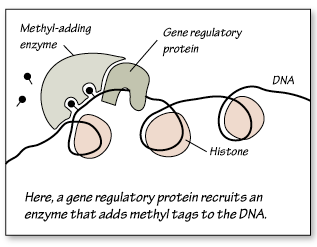 Methyl-adding
enzyme
Gene regulatory
protein
DNA
Histone
Here, a gene regulatory protein recruits an
enzyme that adds methyl tags to the DNA.